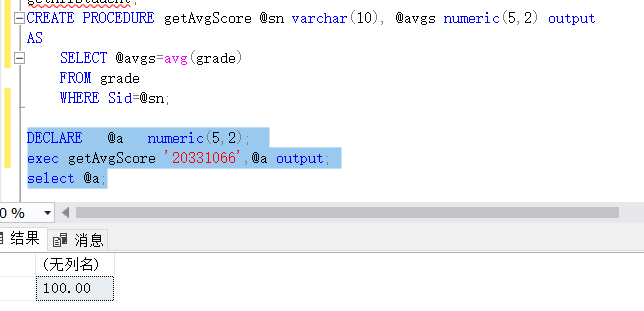 CREATE PROCEDURE getAvgScore @sn varchar(10), @avgs numeric(5,2) output
AS
SELECT @avgs=avg(grade)
FROM grade
WHERE Sid=@sn;
DECLARE @a numeric(5,2);
exec getAvgScore '20331066',@a output;
select @a;
0 %
结果 消息
(无列名)
100.00